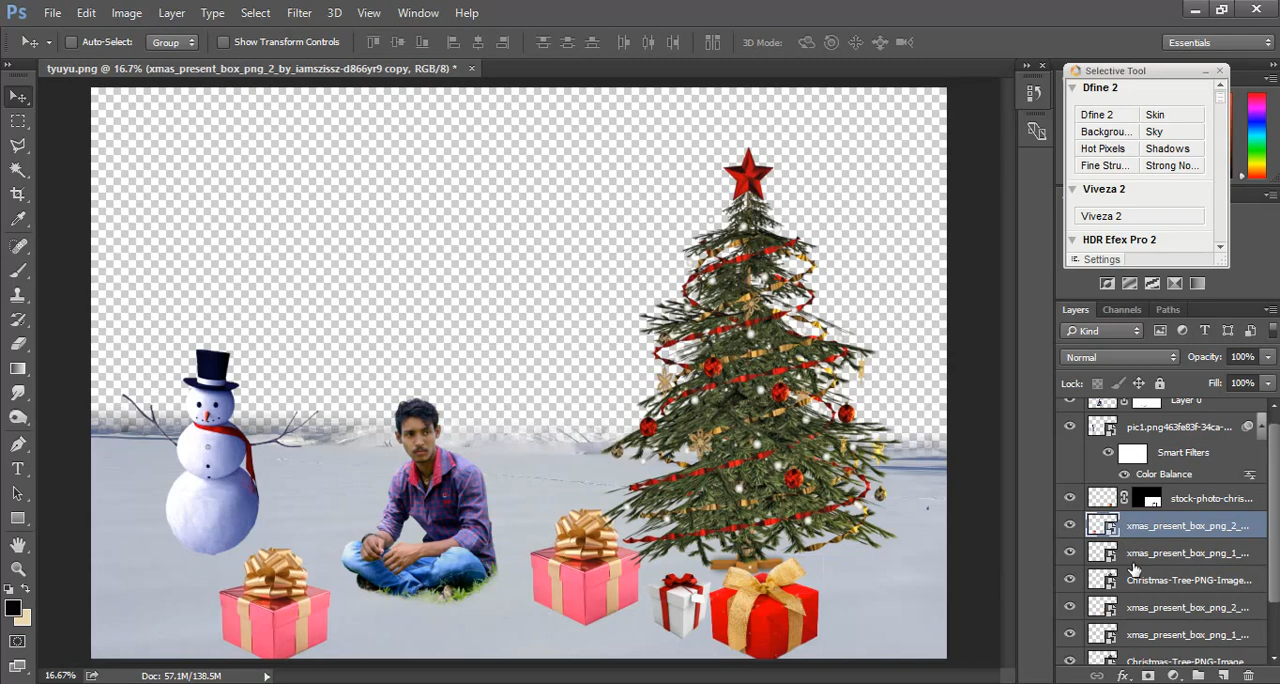 Ps File Edit Image Layer Type Select Filter 3D View Window Help
Auto-Select: Group Show Transform Controls 3D Mode: Essentials
tyuyu.png @ 16.7% (xmas_present_box_png_2_by_iamszissz-d866yr9 copy, RGB/8) * ×
Selective Tool
Dfine 2
Dfine 2 Skin
Backgrou... Sky
Hot Pixels Shadows
Fine Stru... Strong No...
Viveza 2
Viveza 2
HDR Efex Pro 2
Settings
Layers Channels Paths
Kind
Normal Opacity: 100%
Lock: Fill: 100%
Layer 0
pic1.png463fe83f-34ca-...
Smart Filters
Color Balance
stock-photo-chris...
xmas_present_box_png_2_...
xmas_present_box_png_1_...
Christmas-Tree-PNG-Image...
xmas_present_box_png_2_...
xmas_present_box_png_1_...
Christmas-Tree-PNG-Image
16.67% Doc: 57.1M/138.5M